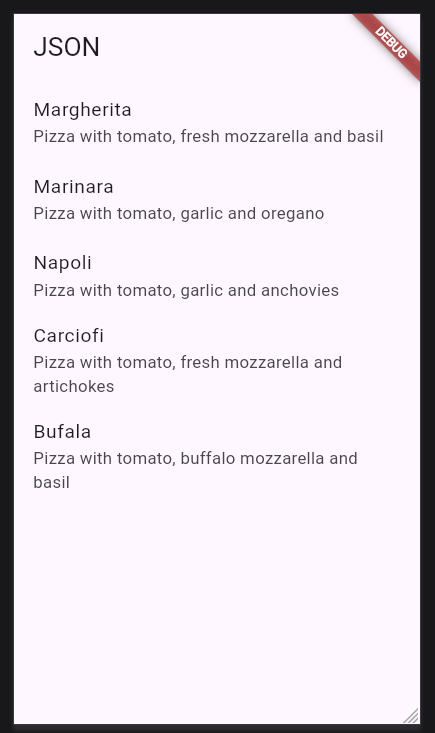 JSON
DEBUG
Margherita
Pizza with tomato, fresh mozzarella and basil
Marinara
Pizza with tomato, garlic and oregano
Napoli
Pizza with tomato, garlic and anchovies
Carciofi
Pizza with tomato, fresh mozzarella and
artichokes
Bufala
Pizza with tomato, buffalo mozzarella and
basil